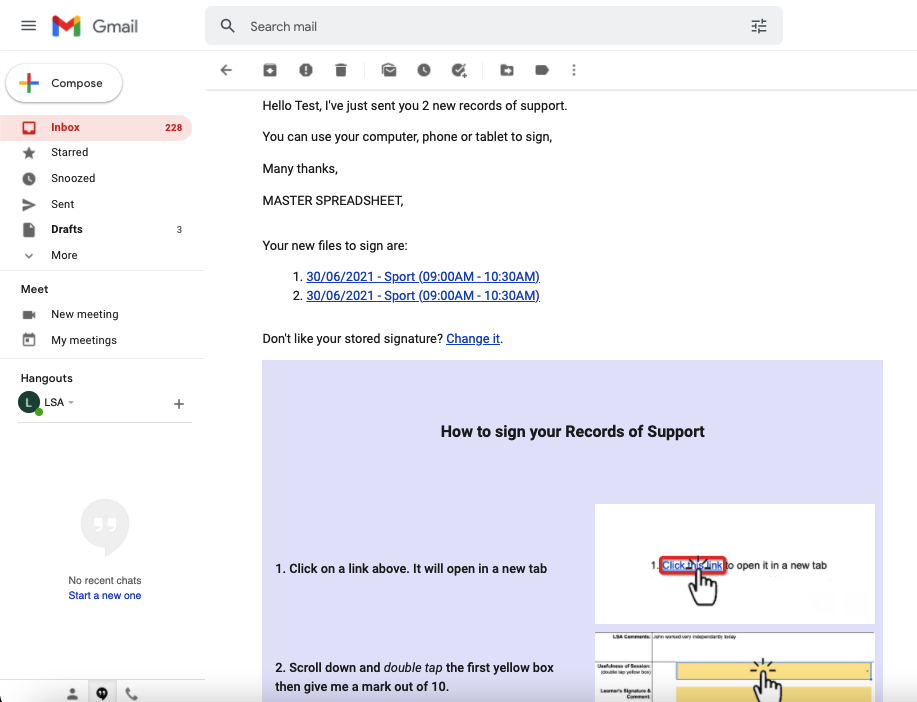 Gmail
Search mail
Compose
Inbox 228
Starred
Snoozed
Sent
Drafts 3
More
Meet
New meeting
My meetings
Hangouts
L LSA
No recent chats
Start a new one
Hello Test, I've just sent you 2 new records of support.
You can use your computer, phone or tablet to sign,
Many thanks,
MASTER SPREADSHEET,
Your new files to sign are:
1. 30/06/2021 - Sport (09:00AM - 10:30AM)
2. 30/06/2021 - Sport (09:00AM - 10:30AM)
Don't like your stored signature? Change it.
How to sign your Records of Support
1. Click on a link above. It will open in a new tab
1. Click this link to open it in a new tab
2. Scroll down and double tap the first yellow box
then give me a mark out of 10.
LSA Comments: John worked very independently today
Usefulness of Session:
(double tap yellow box)
Learner's Signature &
Comment: